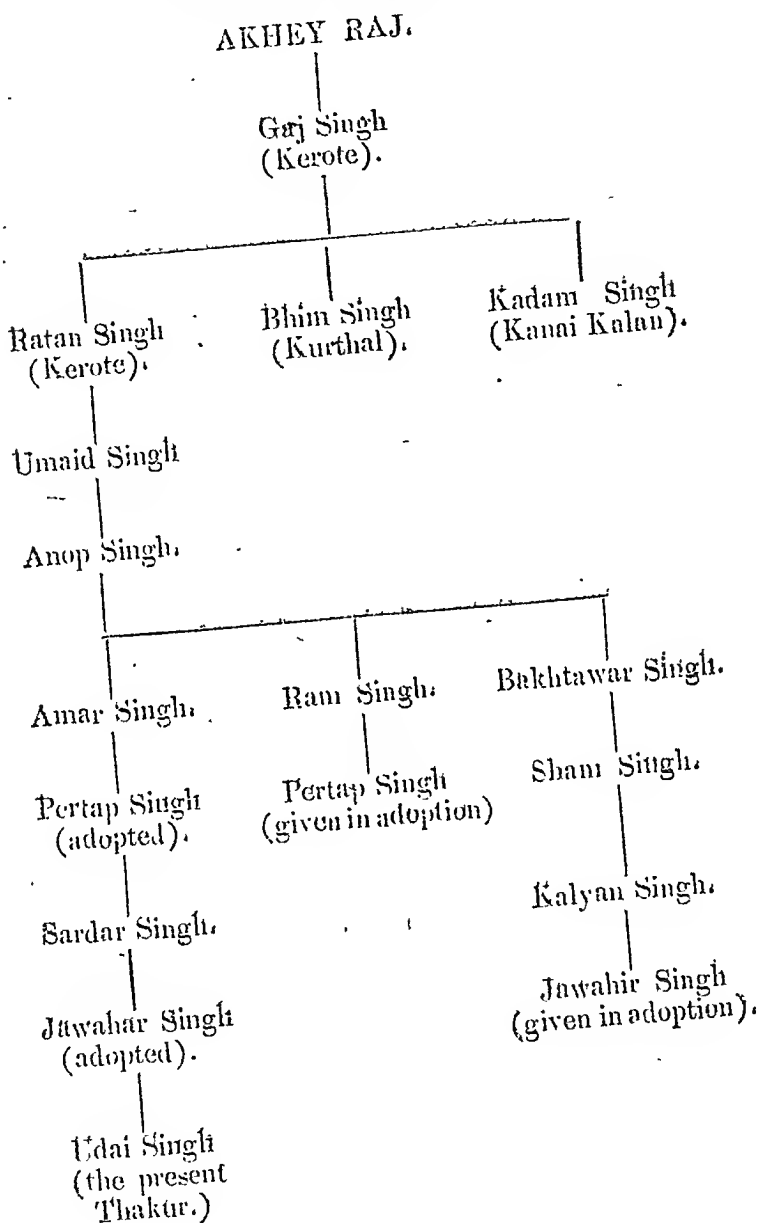 AKHEY RAJ.
Gaj Singh
(Kerote).
Ratan Singh
(Kerote).
Bhim Singh
(Kurthal).
Kadam Singh
(Kanai Kalan).
Umaid Singh
Anop Singh.
Amar Singh.
Ram Singh.
Bakhtawar Singh.
Pertap Singh
(adopted).
Pertap Singh
(given in adoption)
Sham Singh.
Sardar Singh.
Kalyan Singh.
Jawahar Singh
(adopted).
Jawahir Singh
(given in adoption).
Udai Singh
(the present
Thakur.)